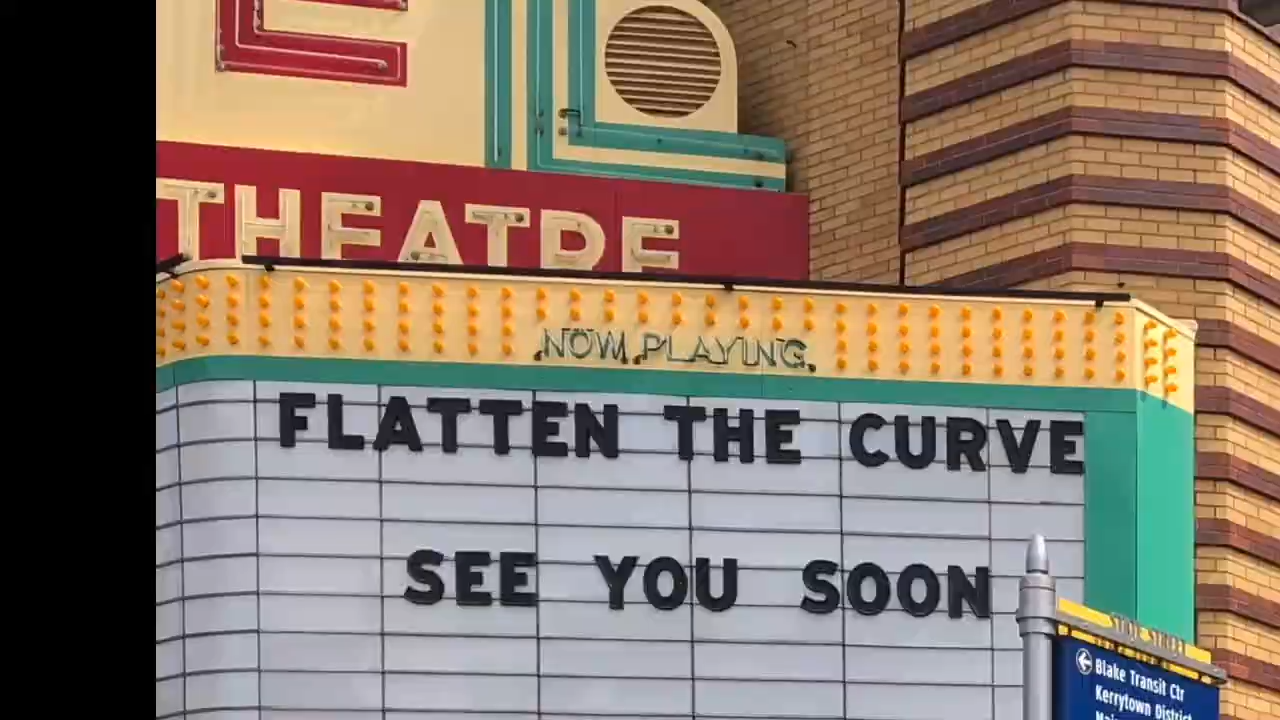 THEATRE
NOW PLAYING
FLATTEN THE CURVE
SEE YOU SOON
STATE STREET
Blake Transit Ctr
Kerrytown District